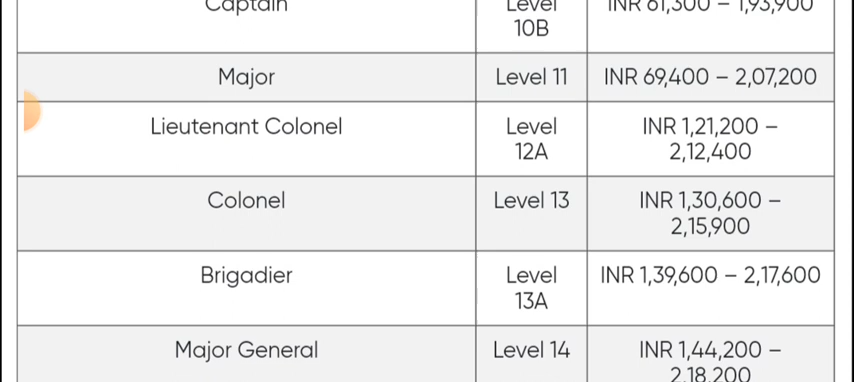 Captain
Level
10B
INR 61,300 – 1,93,900
Major
Level 11
INR 69,400 – 2,07,200
Lieutenant Colonel
Level
12A
INR 1,21,200 –
2,12,400
Colonel
Level 13
INR 1,30,600 –
2,15,900
Brigadier
Level
13A
INR 1,39,600 – 2,17,600
Major General
Level 14
INR 1,44,200 –
2,18,200